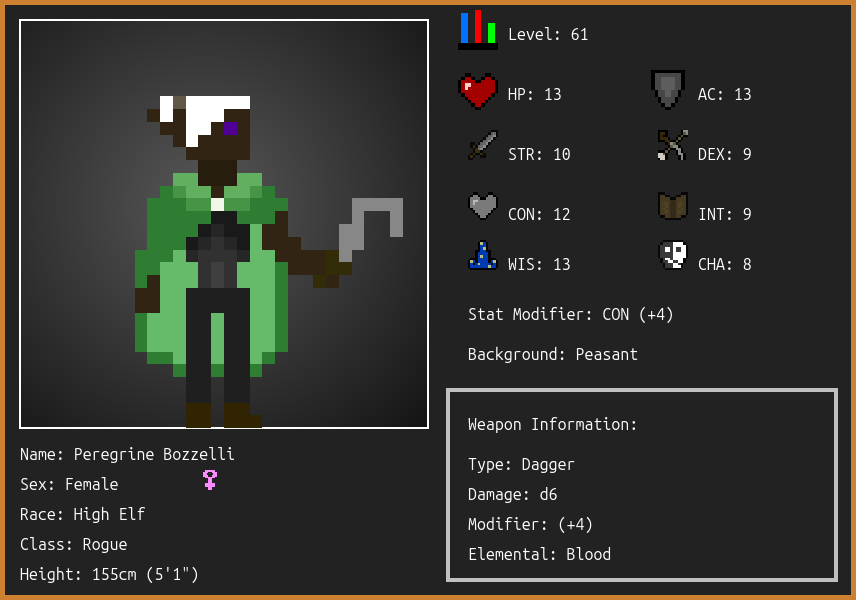 Level: 61
HP: 13
AC: 13
STR: 10
DEX: 9
CON: 12
INT: 9
WIS: 13
CHA: 8
Stat Modifier: CON (+4)
Background: Peasant
Weapon Information:
Type: Dagger
Damage: d6
Modifier: (+4)
Elemental: Blood
Name: Peregrine Bozzelli
Sex: Female
Race: High Elf
Class: Rogue
Height: 155cm (5'1")